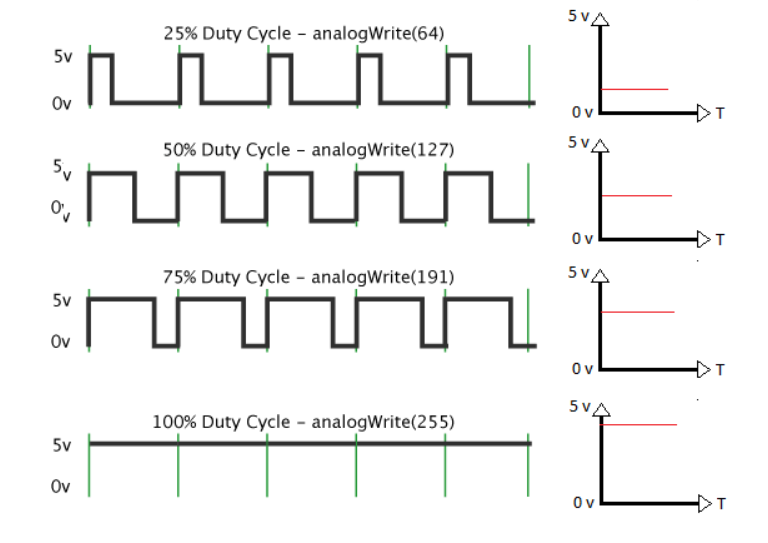 25% Duty Cycle – analogWrite(64)
5v
0v
5 v
0 v
T
50% Duty Cycle – analogWrite(127)
5v
0v
5 v
0 v
T
75% Duty Cycle – analogWrite(191)
5v
0v
5 v
0 v
T
100% Duty Cycle – analogWrite(255)
5v
0v
5 v
0 v
T